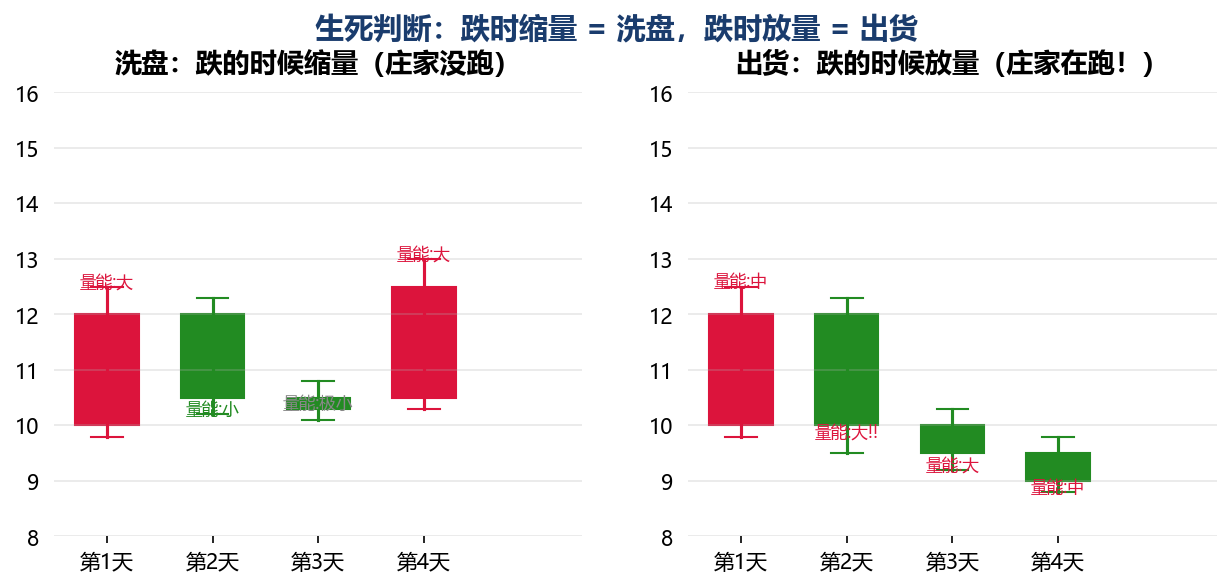 生死判断：跌时缩量 = 洗盘，跌时放量 = 出货
洗盘：跌的时候缩量（庄家没跑）
16
15
14
13
12
11
10
9
8
量能:大
量能:小
量能:极小
量能:大
第1天
第2天
第3天
第4天
出货：跌的时候放量（庄家在跑！）
16
15
14
13
12
11
10
9
8
量能:中
量能:大!!
量能:大
量能:中
第1天
第2天
第3天
第4天